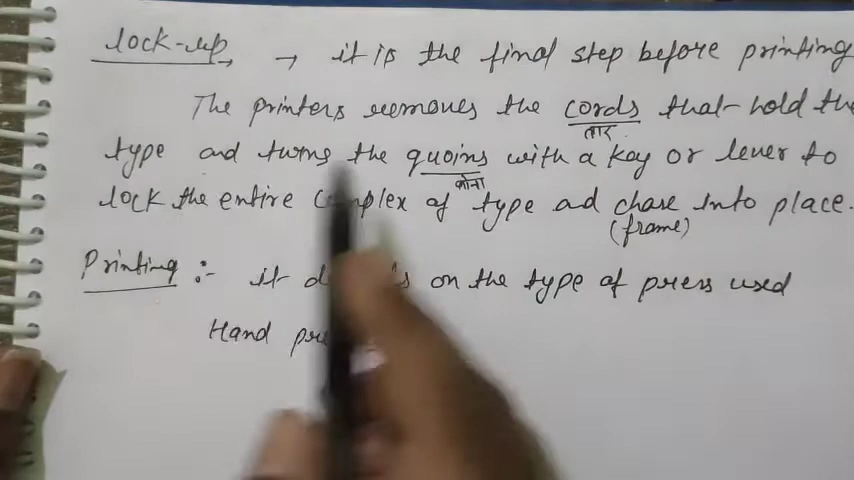 lock-up → it is the final step before printing
The printers removes the cords that hold the
तार
type and turns the quoins with a key or lever to
कोना
lock the entire complex of type ad chase into place.
(frame)
Printing :- it on the type of press used
Hand